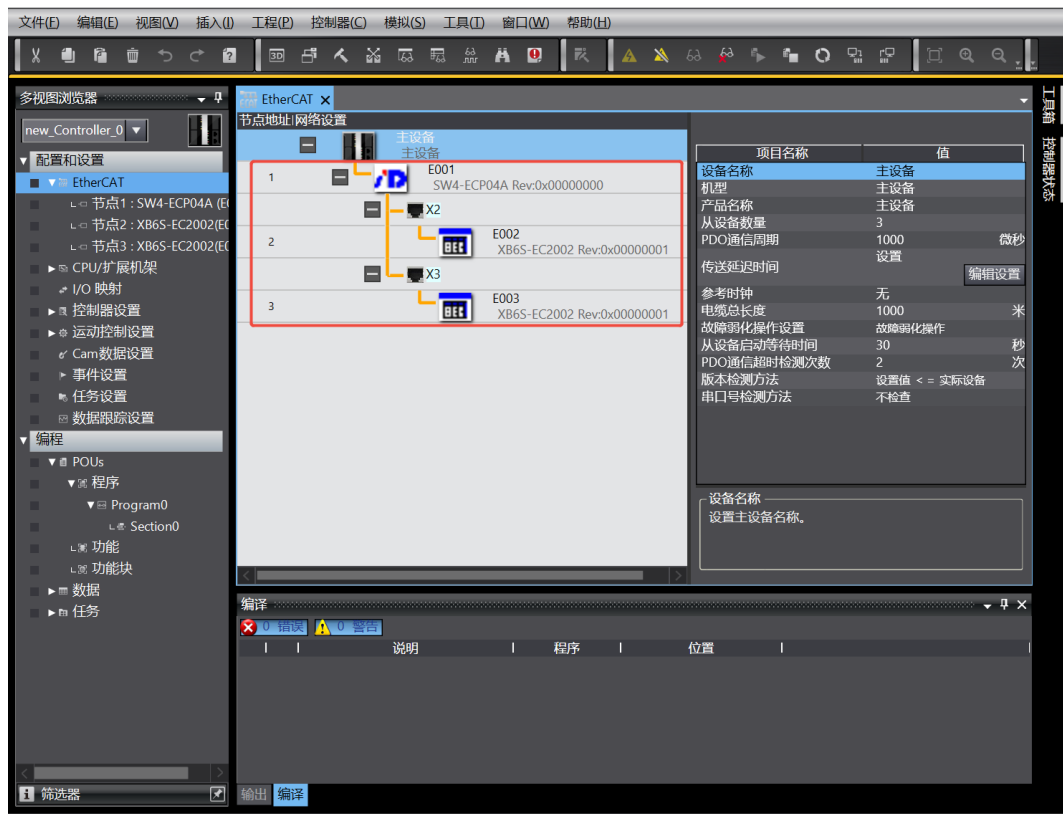 文件(F) 编辑(E) 视图(V) 插入(I) 工程(P) 控制器(C) 模拟(S) 工具(T) 窗口(W) 帮助(H)
多视图浏览器
new_Controller_0
配置和设置
EtherCAT
节点1 : SW4-ECP04A (E0
节点2 : XB6S-EC2002(E0
节点3 : XB6S-EC2002(E0
CPU/扩展机架
I/O 映射
控制器设置
运动控制设置
Cam数据设置
事件设置
任务设置
数据跟踪设置
编程
POUs
程序
Program0
Section0
功能
功能块
数据
任务
筛选器
EtherCAT
节点地址|网络设置
主设备
主设备
1
E001
SW4-ECP04A Rev:0x00000000
X2
2
E002
XB6S-EC2002 Rev:0x00000001
X3
3
E003
XB6S-EC2002 Rev:0x00000001
项目名称 值
设备名称 主设备
机型 主设备
产品名称 主设备
从设备数量 3
PDO通信周期 1000 微秒
传送延迟时间 设置
编辑设置
参考时钟 无
电缆总长度 1000 米
故障弱化操作设置 故障弱化操作
从设备启动等待时间 30 秒
PDO通信超时检测次数 2 次
版本检测方法 设置值 < = 实际设备
串口号检测方法 不检查
设备名称
设置主设备名称。
编译
0 错误 0 警告
说明 程序 位置
输出 编译
工具箱
控制器状态